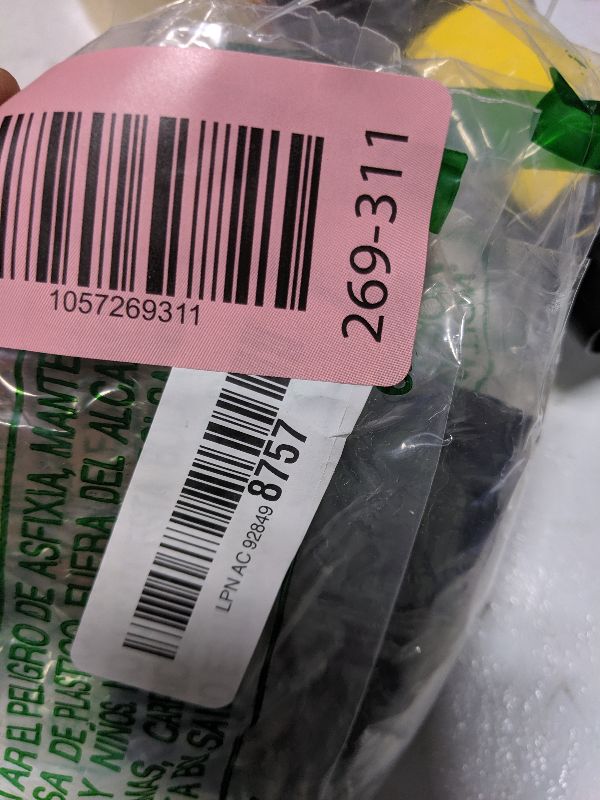 1057269311
269-311
LPN AC 92849 8757
AR EL PELIGRO DE ASFIXIA, MANTE
SA DE PLASTICO FUERA DEL ALCA
Y NIÑOS.